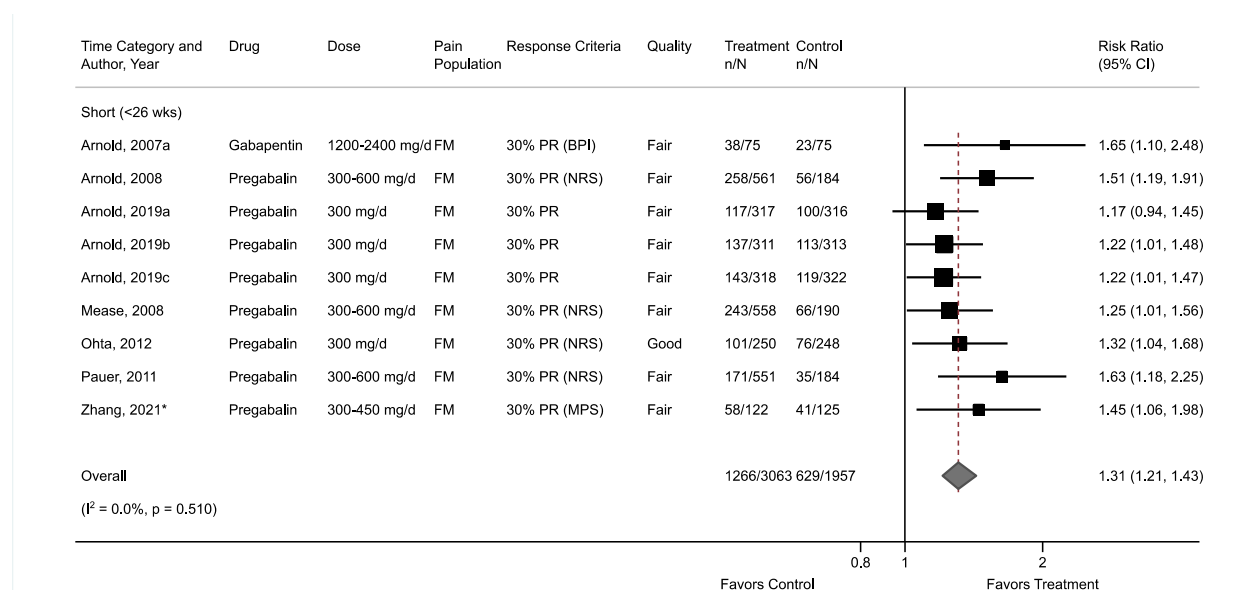 Time Category and Drug Dose Pain Response Criteria Quality Treatment Control Risk Ratio
Author, Year Population n/N n/N (95% CI)
Short (<26 wks)
Arnold, 2007a Gabapentin 1200-2400 mg/d FM 30% PR (BPI) Fair 38/75 23/75 1.65 (1.10, 2.48)
Arnold, 2008 Pregabalin 300-600 mg/d FM 30% PR (NRS) Fair 258/561 56/184 1.51 (1.19, 1.91)
Arnold, 2019a Pregabalin 300 mg/d FM 30% PR Fair 117/317 100/316 1.17 (0.94, 1.45)
Arnold, 2019b Pregabalin 300 mg/d FM 30% PR Fair 137/311 113/313 1.22 (1.01, 1.48)
Arnold, 2019c Pregabalin 300 mg/d FM 30% PR Fair 143/318 119/322 1.22 (1.01, 1.47)
Mease, 2008 Pregabalin 300-600 mg/d FM 30% PR (NRS) Fair 243/558 66/190 1.25 (1.01, 1.56)
Ohta, 2012 Pregabalin 300 mg/d FM 30% PR (NRS) Good 101/250 76/248 1.32 (1.04, 1.68)
Pauer, 2011 Pregabalin 300-600 mg/d FM 30% PR (NRS) Fair 171/551 35/184 1.63 (1.18, 2.25)
Zhang, 2021* Pregabalin 300-450 mg/d FM 30% PR (MPS) Fair 58/122 41/125 1.45 (1.06, 1.98)
Overall 1266/3063 629/1957 1.31 (1.21, 1.43)
(I² = 0.0%, p = 0.510)
0.8 1 2
Favors Control Favors Treatment